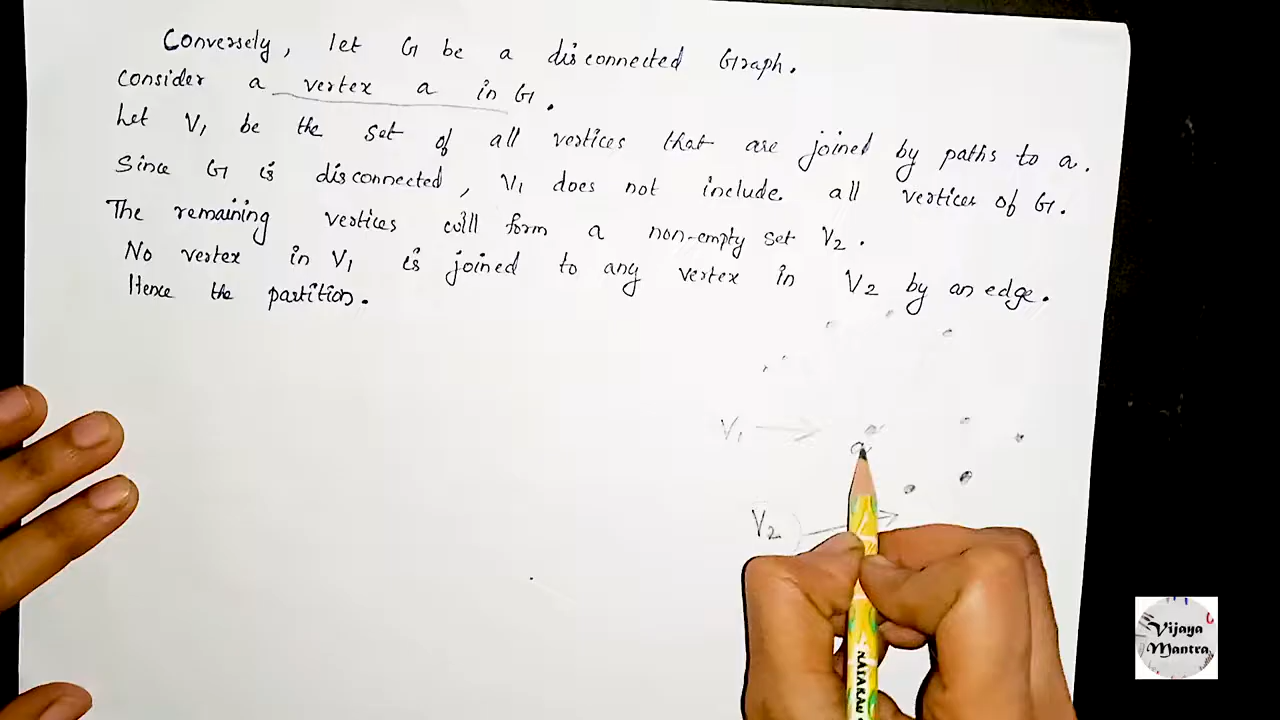 Conversely, let G be a disconnected Graph.
Consider a vertex a in G.
Let V1 be the set of all vertices that are joined by paths to a.
Since G is disconnected, V1 does not include all vertices of G.
The remaining vertices will form a non-empty set V2.
No vertex in V1 is joined to any vertex in V2 by an edge.
Hence the partition.
V1
a
V2
NATARAJ
Vijaya
Mantra